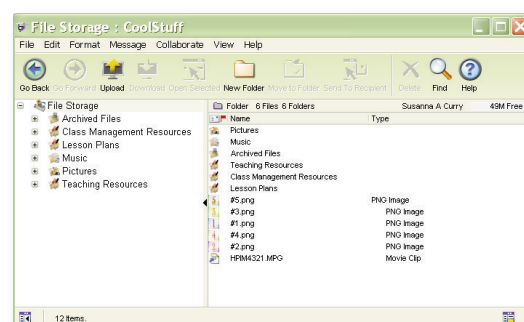 File Storage : CoolStuff
File Edit Format Message Collaborate View Help
Go Back Go Forward Upload Download Open Selected New Folder Move to Folder Send To Recipient Delete Find Help
File Storage
Archived Files
Class Management Resources
Lesson Plans
Music
Pictures
Teaching Resources
Folder 6 Files 6 Folders Susanna A Curry 49M Free
Name Type
Pictures
Music
Archived Files
Teaching Resources
Class Management Resources
Lesson Plans
#5.png PNG Image
#3.png PNG Image
#1.png PNG Image
#4.png PNG Image
#2.png PNG Image
HPIM4321.MPG Movie Clip
12 Items.